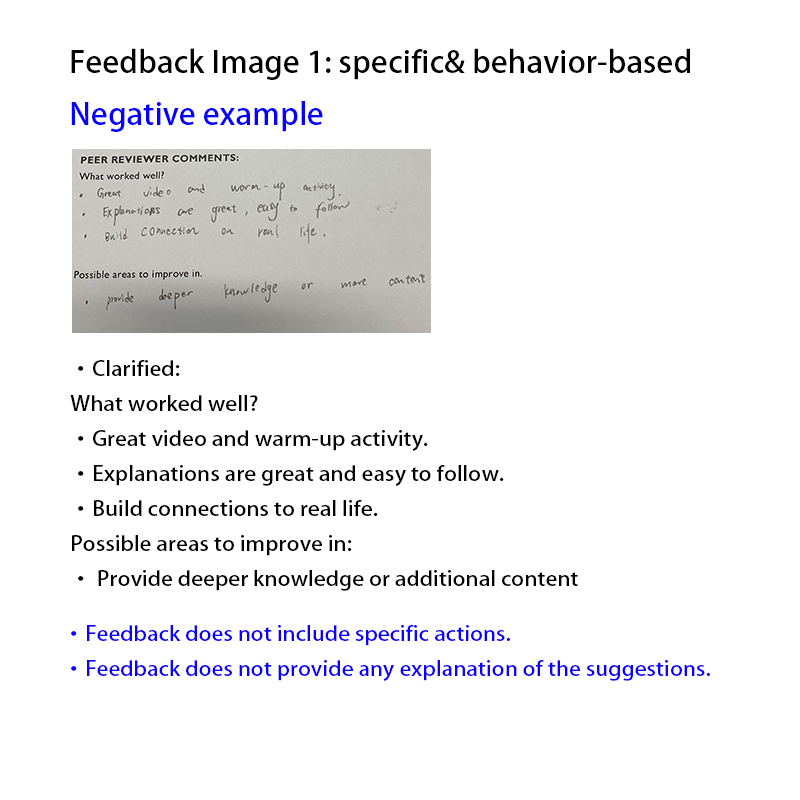 Feedback Image 1: specific& behavior-based
Negative example
PEER REVIEWER COMMENTS:
What worked well?
• Great video and warm-up activity.
• Explanations are great, easy to follow
• Build connection on real life.
Possible areas to improve in.
• provide deeper knowledge or more content
• Clarified:
What worked well?
• Great video and warm-up activity.
• Explanations are great and easy to follow.
• Build connections to real life.
Possible areas to improve in:
• Provide deeper knowledge or additional content
• Feedback does not include specific actions.
• Feedback does not provide any explanation of the suggestions.